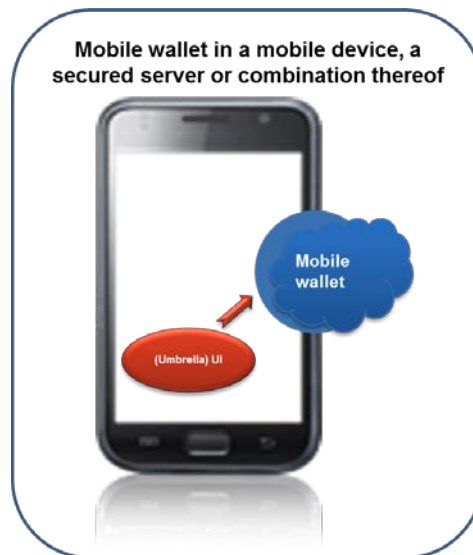 Mobile wallet in a mobile device, a
secured server or combination thereof
Mobile
wallet
(Umbrella) UI